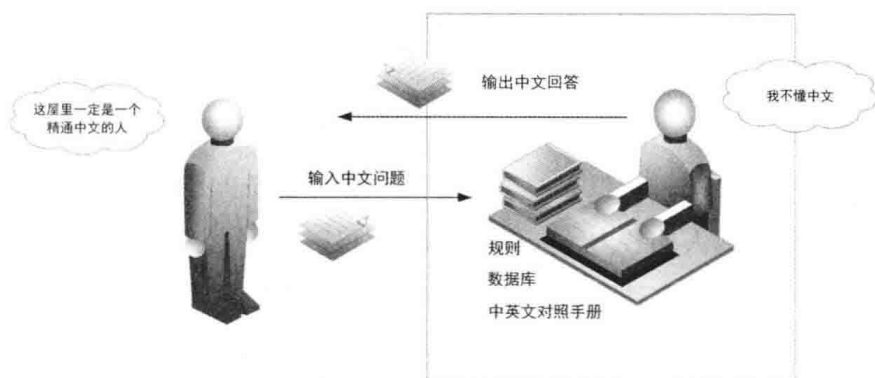 输出中文回答
我不懂中文
这屋里一定是一个
精通中文的人
输入中文问题
规则
数据库
中英文对照手册